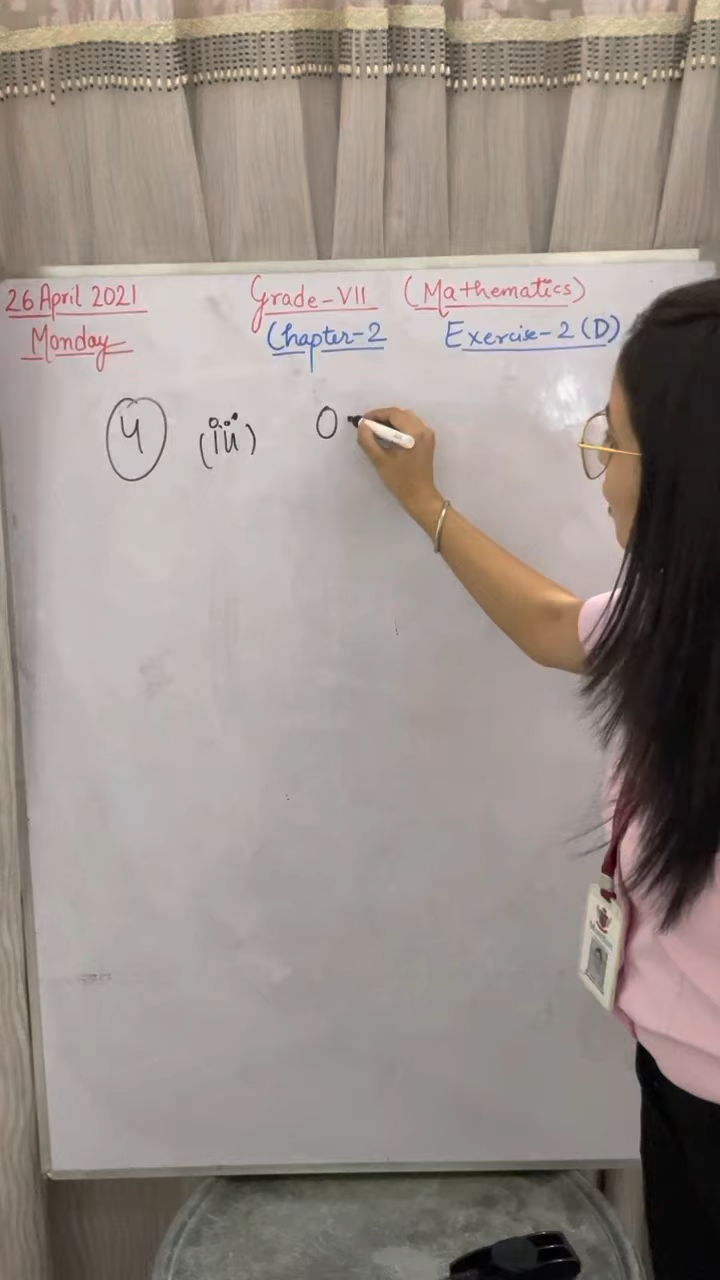 26 April 2021 Grade-VII (Mathematics)
Monday Chapter-2 Exercise-2(D)
4 (iii) 0